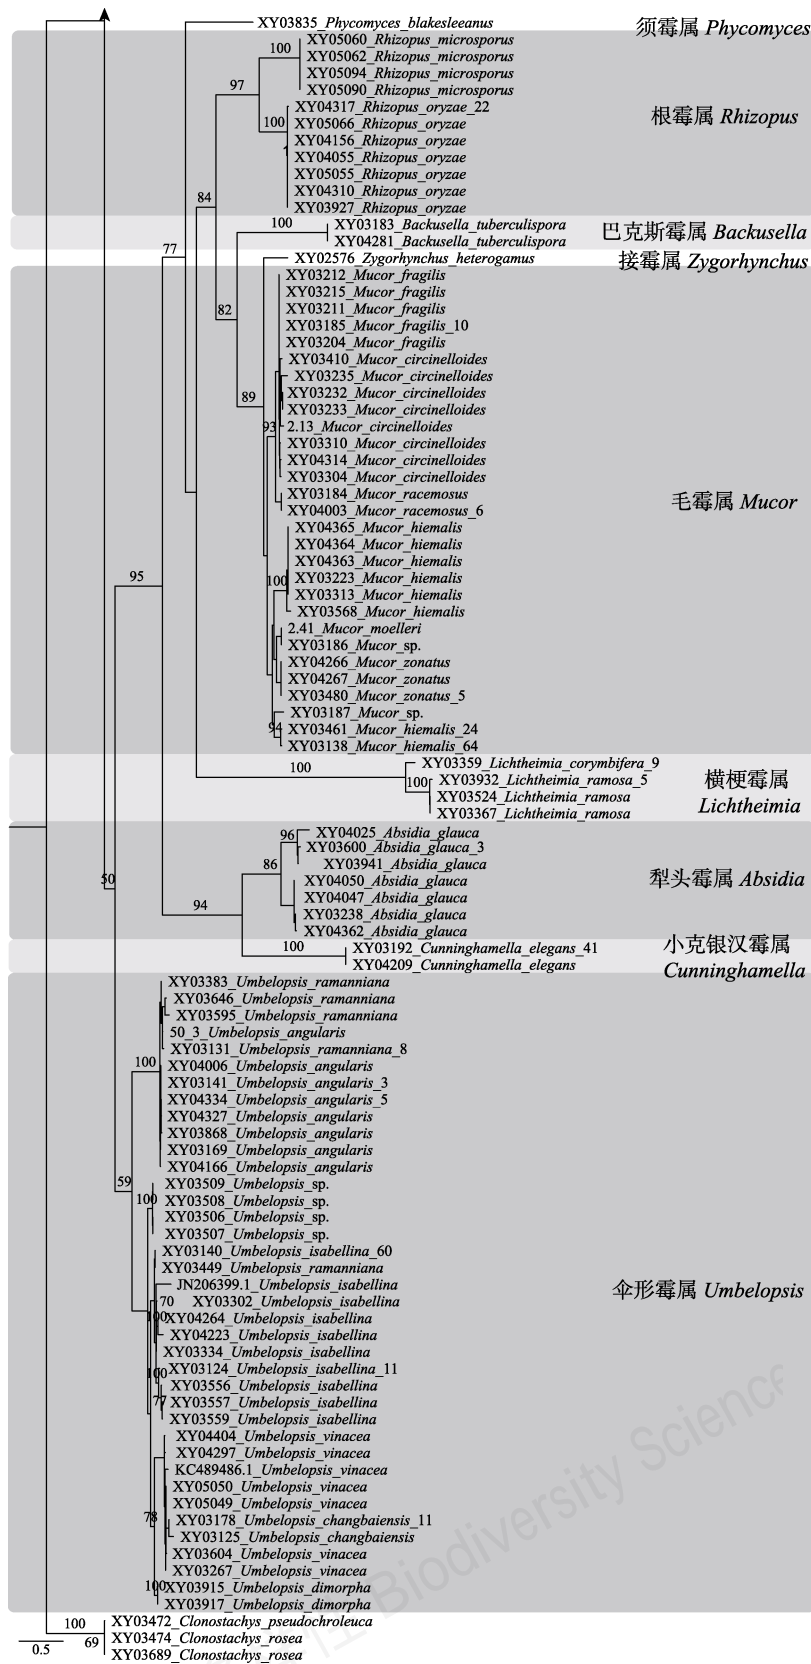 XY03835_Phycomyces_blakesleeanus
须霉属 Phycomyces
XY05060_Rhizopus_microsporus
100
XY05062_Rhizopus_microsporus
XY05094_Rhizopus_microsporus
97
XY05090_Rhizopus_microsporus
XY04317_Rhizopus_oryzae_22
根霉属 Rhizopus
100
XY05066_Rhizopus_oryzae
XY04156_Rhizopus_oryzae
XY04055_Rhizopus_oryzae
XY05055_Rhizopus_oryzae
XY04310_Rhizopus_oryzae
84
XY03927_Rhizopus_oryzae
100
XY03183_Backusella_tuberculispora
巴克斯霉属 Backusella
XY04281_Backusella_tuberculispora
77
XY02576_Zygorhynchus_heterogamus
接霉属 Zygorhynchus
XY03212_Mucor_fragilis
XY03215_Mucor_fragilis
82
XY03211_Mucor_fragilis
XY03185_Mucor_fragilis_10
XY03204_Mucor_fragilis
XY03410_Mucor_circinelloides
XY03235_Mucor_circinelloides
89
XY03232_Mucor_circinelloides
XY03233_Mucor_circinelloides
93
2.13_Mucor_circinelloides
XY03310_Mucor_circinelloides
XY04314_Mucor_circinelloides
XY03304_Mucor_circinelloides
XY03184_Mucor_racemosus
毛霉属 Mucor
XY04003_Mucor_racemosus_6
XY04365_Mucor_hiemalis
XY04364_Mucor_hiemalis
XY04363_Mucor_hiemalis
95
100
XY03223_Mucor_hiemalis
XY03313_Mucor_hiemalis
XY03568_Mucor_hiemalis
2.41_Mucor_moelleri
XY03186_Mucor_sp.
XY04266_Mucor_zonatus
XY04267_Mucor_zonatus
XY03480_Mucor_zonatus_5
XY03187_Mucor_sp.
94
XY03461_Mucor_hiemalis_24
XY03138_Mucor_hiemalis_64
100
XY03359_Lichtheimia_corymbifera_9
100
XY03932_Lichtheimia_ramosa_5
横梗霉属
XY03524_Lichtheimia_ramosa
Lichtheimia
XY03367_Lichtheimia_ramosa
96
XY04025_Absidia_glauca
XY03600_Absidia_glauca_3
86
XY03941_Absidia_glauca
50
XY04050_Absidia_glauca
犁头霉属 Absidia
XY04047_Absidia_glauca
94
XY03238_Absidia_glauca
XY04362_Absidia_glauca
100
XY03192_Cunninghamella_elegans_41
小克银汉霉属
XY04209_Cunninghamella_elegans
Cunninghamella
XY03383_Umbelopsis_ramanniana
XY03646_Umbelopsis_ramanniana
XY03595_Umbelopsis_ramanniana
50_3_Umbelopsis_angularis
XY03131_Umbelopsis_ramanniana_8
100
XY04006_Umbelopsis_angularis
XY03141_Umbelopsis_angularis_3
XY04334_Umbelopsis_angularis_5
XY04327_Umbelopsis_angularis
XY03868_Umbelopsis_angularis
XY03169_Umbelopsis_angularis
XY04166_Umbelopsis_angularis
59
XY03509_Umbelopsis_sp.
100
XY03508_Umbelopsis_sp.
XY03506_Umbelopsis_sp.
XY03507_Umbelopsis_sp.
XY03140_Umbelopsis_isabellina_60
XY03449_Umbelopsis_ramanniana
JN206399.1_Umbelopsis_isabellina
伞形霉属 Umbelopsis
70
XY03302_Umbelopsis_isabellina
100
XY04264_Umbelopsis_isabellina
XY04223_Umbelopsis_isabellina
XY03334_Umbelopsis_isabellina
100
XY03124_Umbelopsis_isabellina_11
XY03556_Umbelopsis_isabellina
77
XY03557_Umbelopsis_isabellina
XY03559_Umbelopsis_isabellina
XY04404_Umbelopsis_vinacea
XY04297_Umbelopsis_vinacea
KC489486.1_Umbelopsis_vinacea
XY05050_Umbelopsis_vinacea
XY05049_Umbelopsis_vinacea
78
XY03178_Umbelopsis_changbaiensis_11
XY03125_Umbelopsis_changbaiensis
XY03604_Umbelopsis_vinacea
XY03267_Umbelopsis_vinacea
100
XY03915_Umbelopsis_dimorpha
XY03917_Umbelopsis_dimorpha
100
XY03472_Clonostachys_pseudochroleuca
69
XY03474_Clonostachys_rosea
0.5
XY03689_Clonostachys_rosea
Biodiversity Science